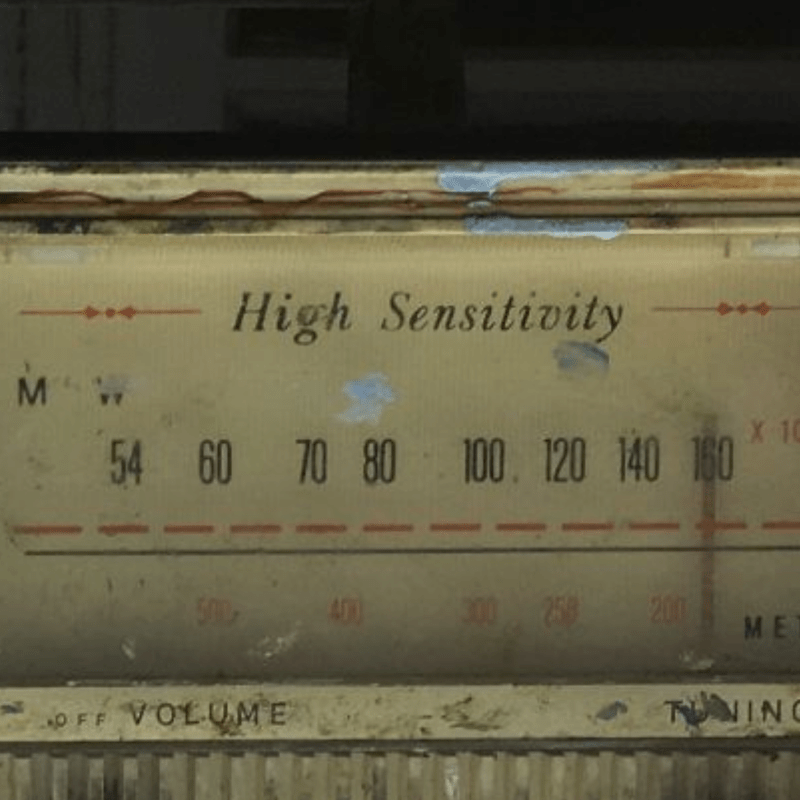 High Sensitivity
M W
X 10
54 60 70 80 100 120 140 160
500 400 300 250 200
MET
OFF VOLUME TUNING